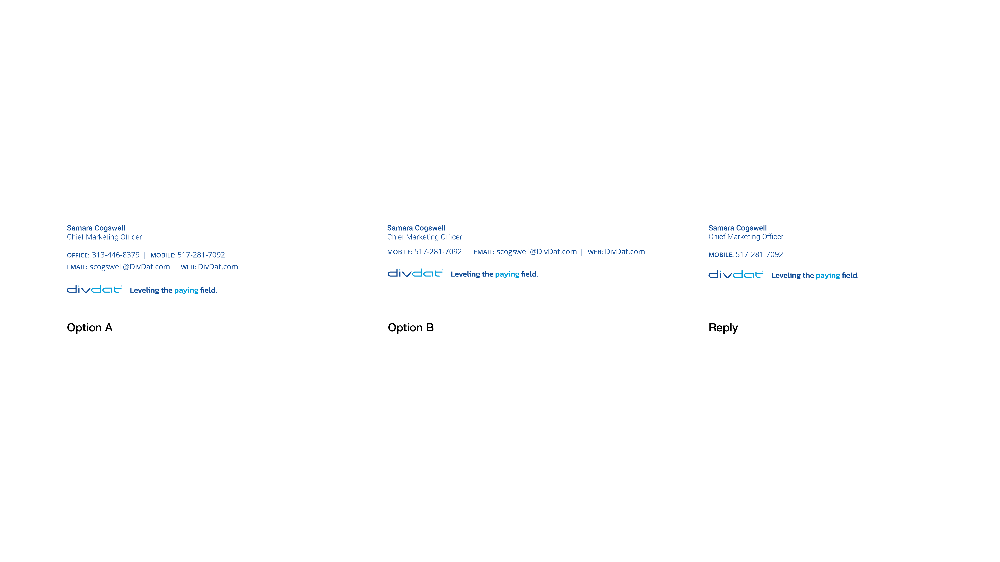 Samara Cogswell
Chief Marketing Officer
OFFICE: 313-446-8379 | MOBILE: 517-281-7092
EMAIL: scogswell@DivDat.com | WEB: DivDat.com
divdat® Leveling the paying field.
Option A
Samara Cogswell
Chief Marketing Officer
MOBILE: 517-281-7092 | EMAIL: scogswell@DivDat.com | WEB: DivDat.com
divdat® Leveling the paying field.
Option B
Samara Cogswell
Chief Marketing Officer
MOBILE: 517-281-7092
divdat® Leveling the paying field.
Reply